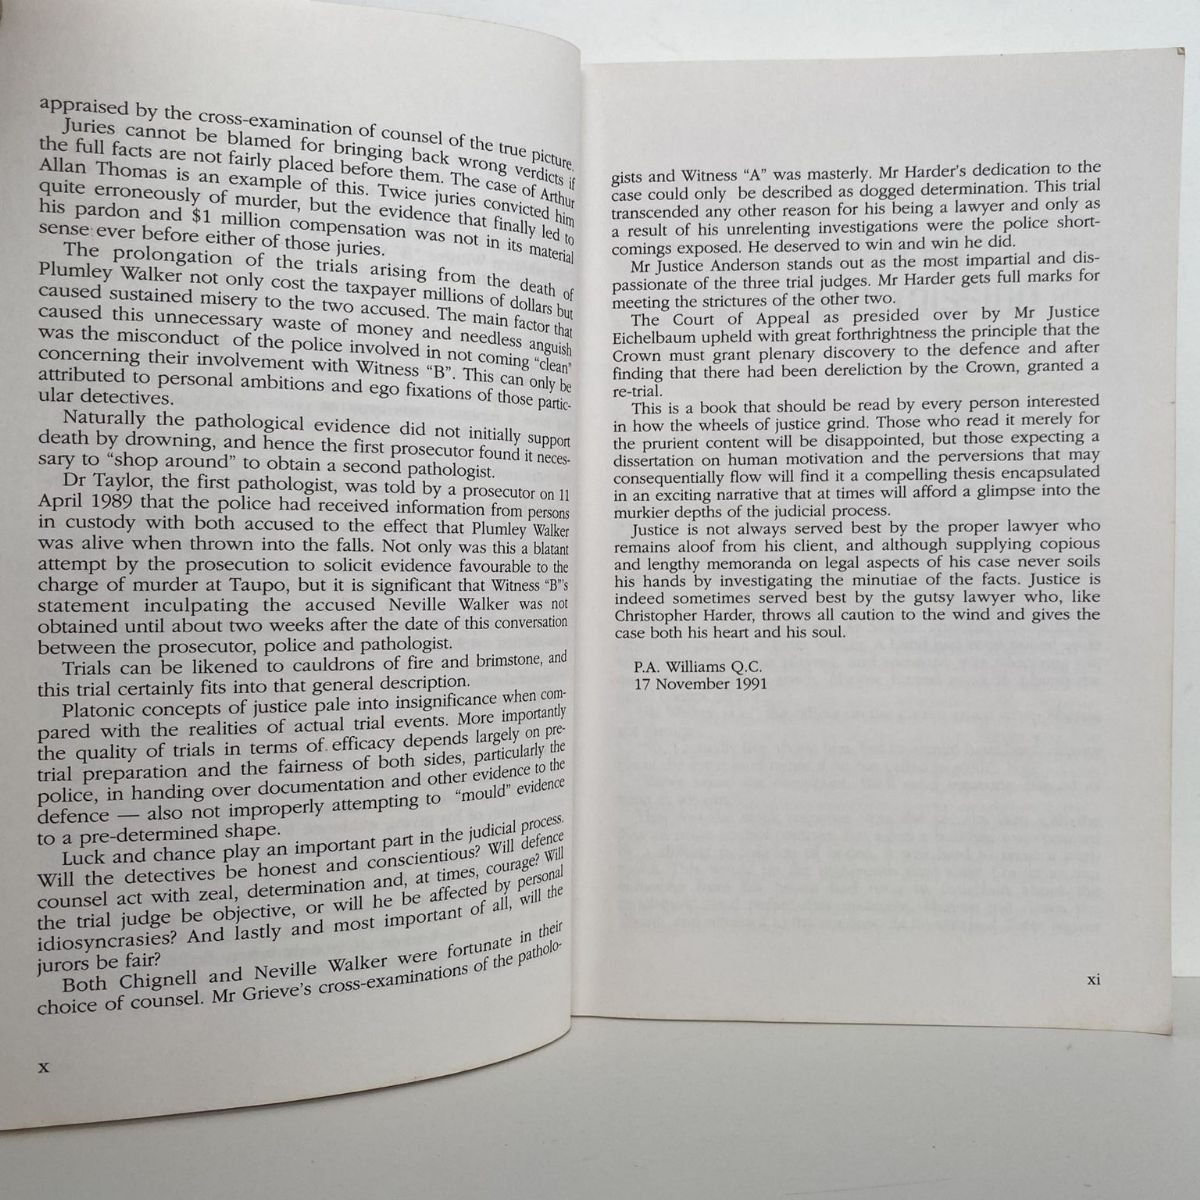 appraised by the cross-examination of counsel of the true picture.
Juries cannot be blamed for bringing back wrong verdicts if
the full facts are not fairly placed before them. The case of Arthur
Allan Thomas is an example of this. Twice juries convicted him
quite erroneously of murder, but the evidence that finally led to
his pardon and $1 million compensation was not in its material
sense ever before either of those juries.
The prolongation of the trials arising from the death of
Plumley Walker not only cost the taxpayer millions of dollars but
caused sustained misery to the two accused. The main factor that
caused this unnecessary waste of money and needless anguish
was the misconduct of the police involved in not coming “clean”
concerning their involvement with Witness “B”. This can only be
attributed to personal ambitions and ego fixations of those partic-
ular detectives.
Naturally the pathological evidence did not initially support
death by drowning, and hence the first prosecutor found it neces-
sary to “shop around” to obtain a second pathologist.
Dr Taylor, the first pathologist, was told by a prosecutor on 11
April 1989 that the police had received information from persons
in custody with both accused to the effect that Plumley Walker
was alive when thrown into the falls. Not only was this a blatant
attempt by the prosecution to solicit evidence favourable to the
charge of murder at Taupo, but it is significant that Witness “B”'s
statement inculpating the accused Neville Walker was not
obtained until about two weeks after the date of this conversation
between the prosecutor, police and pathologist.
Trials can be likened to cauldrons of fire and brimstone, and
this trial certainly fits into that general description.
Platonic concepts of justice pale into insignificance when com-
pared with the realities of actual trial events. More importantly
the quality of trials in terms of efficacy depends largely on pre-
trial preparation and the fairness of both sides, particularly the
police, in handing over documentation and other evidence to the
defence — also not improperly attempting to “mould” evidence
to a pre-determined shape.
Luck and chance play an important part in the judicial process.
Will the detectives be honest and conscientious? Will defence
counsel act with zeal, determination and, at times, courage? Will
the trial judge be objective, or will he be affected by personal
idiosyncrasies? And lastly and most important of all, will the
jurors be fair?
Both Chignell and Neville Walker were fortunate in their
choice of counsel. Mr Grieve's cross-examinations of the patholo-
x
gists and Witness “A” was masterly. Mr Harder's dedication to the
case could only be described as dogged determination. This trial
transcended any other reason for his being a lawyer and only as
a result of his unrelenting investigations were the police short-
comings exposed. He deserved to win and win he did.
Mr Justice Anderson stands out as the most impartial and dis-
passionate of the three trial judges. Mr Harder gets full marks for
meeting the strictures of the other two.
The Court of Appeal as presided over by Mr Justice
Eichelbaum upheld with great forthrightness the principle that the
Crown must grant plenary discovery to the defence and after
finding that there had been dereliction by the Crown, granted a
re-trial.
This is a book that should be read by every person interested
in how the wheels of justice grind. Those who read it merely for
the prurient content will be disappointed, but those expecting a
dissertation on human motivation and the perversions that may
consequentially flow will find it a compelling thesis encapsulated
in an exciting narrative that at times will afford a glimpse into the
murkier depths of the judicial process.
Justice is not always served best by the proper lawyer who
remains aloof from his client, and although supplying copious
and lengthy memoranda on legal aspects of his case never soils
his hands by investigating the minutiae of the facts. Justice is
indeed sometimes served best by the gutsy lawyer who, like
Christopher Harder, throws all caution to the wind and gives the
case both his heart and his soul.
P.A. Williams Q.C.
17 November 1991
xi